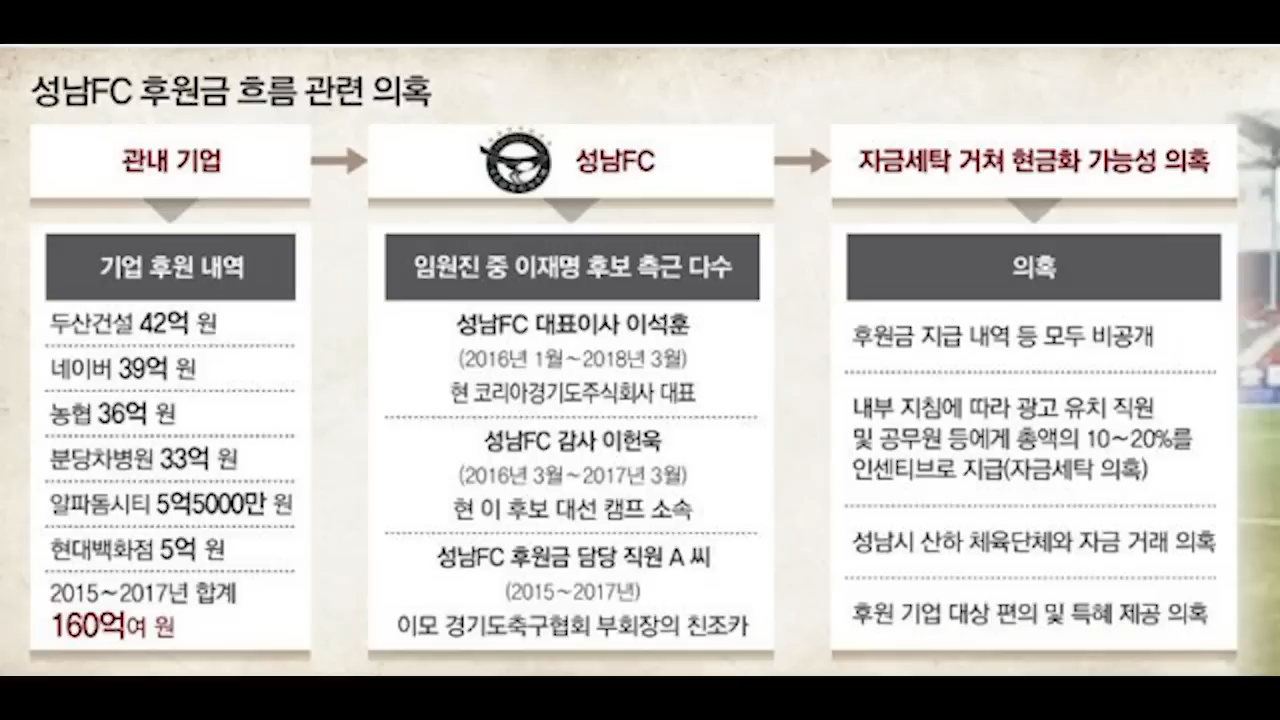 성남FC 후원금 흐름 관련 의혹
관내 기업
기업 후원 내역
두산건설 42억 원
네이버 39억 원
농협 36억 원
분당차병원 33억 원
알파돔시티 5억5000만 원
현대백화점 5억 원
2015~2017년 합계
160억여 원
성남FC
임원진 중 이재명 후보 측근 다수
성남FC 대표이사 이석훈
(2016년 1월~2018년 3월)
현 코리아경기도주식회사 대표
성남FC 감사 이헌욱
(2016년 3월~2017년 3월)
현 이 후보 대선 캠프 소속
성남FC 후원금 담당 직원 A 씨
(2015~2017년)
이모 경기도축구협회 부회장의 친조카
자금세탁 거쳐 현금화 가능성 의혹
의혹
후원금 지급 내역 등 모두 비공개
내부 지침에 따라 광고 유치 직원
및 공무원 등에게 총액의 10~20%를
인센티브로 지급(자금세탁 의혹)
성남시 산하 체육단체와 자금 거래 의혹
후원 기업 대상 편의 및 특혜 제공 의혹